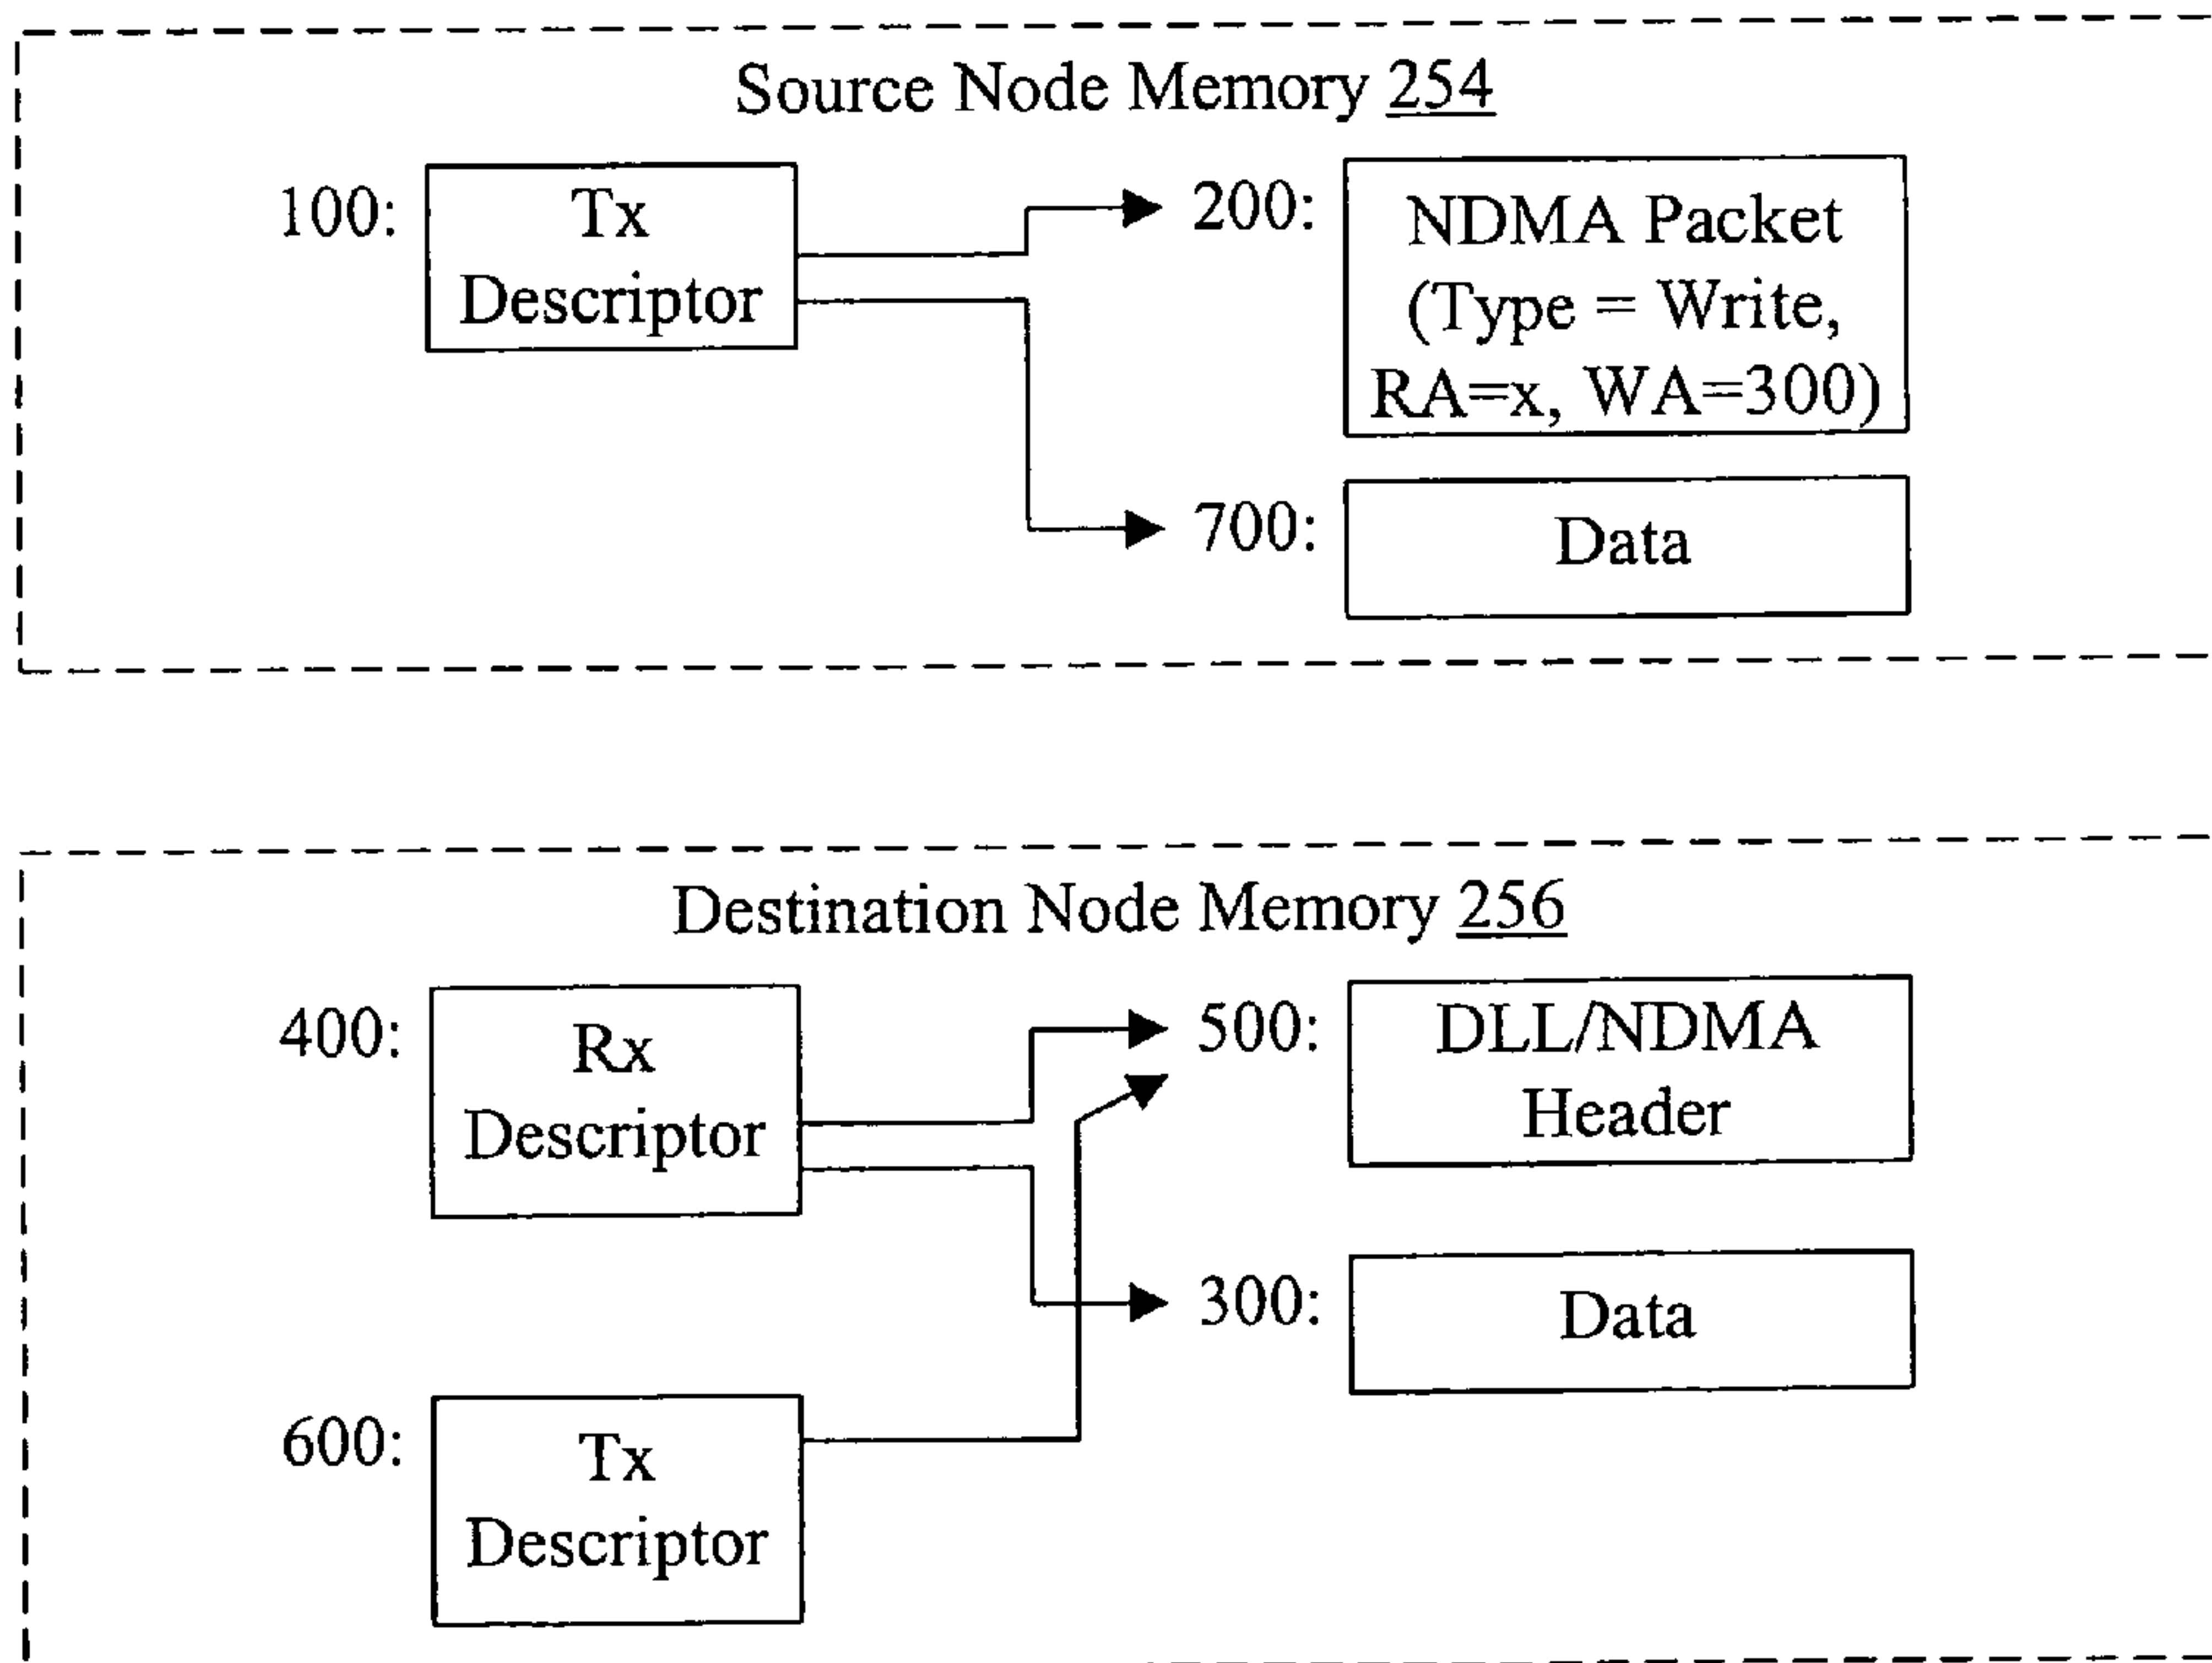 Source Node Memory 254
100:
Tx
Descriptor
200:
NDMA Packet
(Type = Write,
RA=x, WA=300)
700:
Data
Destination Node Memory 256
400:
Rx
Descriptor
500:
DLL/NDMA
Header
300:
Data
600:
Tx
Descriptor